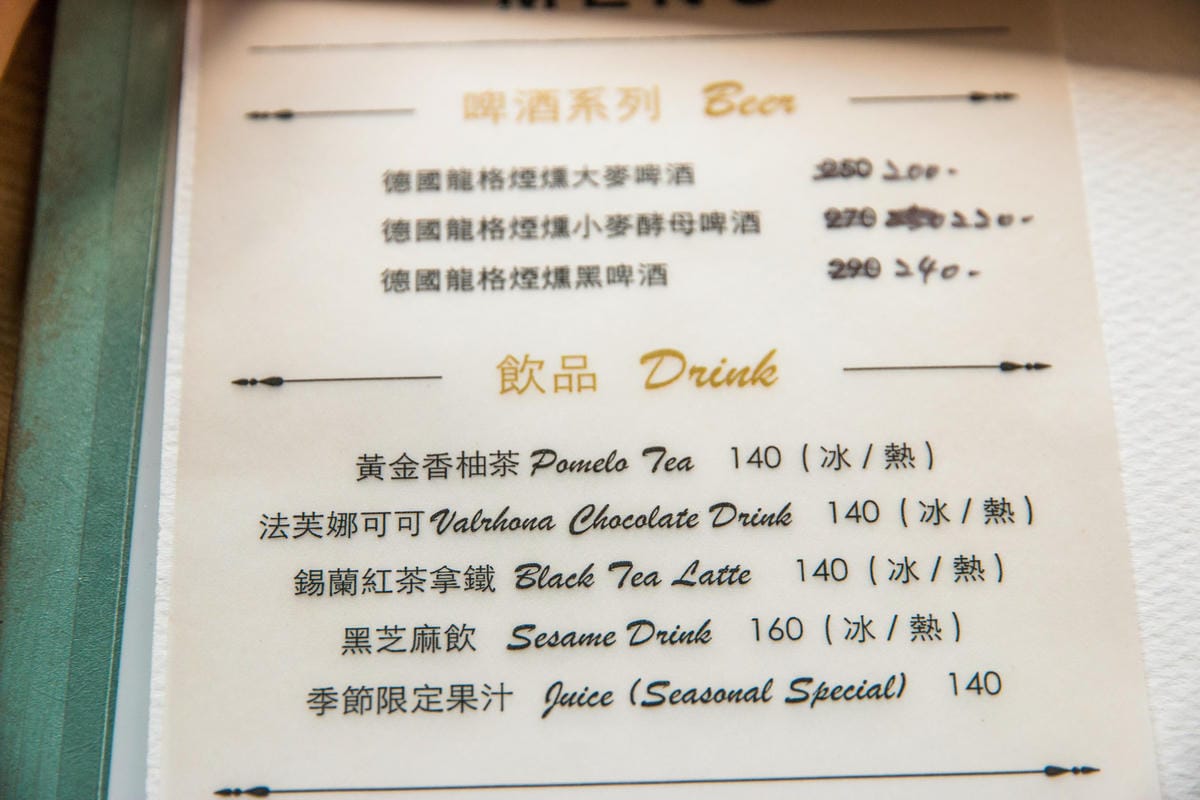 MENU
啤酒系列 Beer
德國龍格煙燻大麥啤酒 250 200-
德國龍格煙燻小麥酵母啤酒 270 220-
德國龍格煙燻黑啤酒 290 240-
飲品 Drink
黃金香柚茶 Pomelo Tea 140 (冰/熱)
法芙娜可可 Valrhona Chocolate Drink 140 (冰/熱)
錫蘭紅茶拿鐵 Black Tea Latte 140 (冰/熱)
黑芝麻飲 Sesame Drink 160 (冰/熱)
季節限定果汁 Juice (Seasonal Special) 140